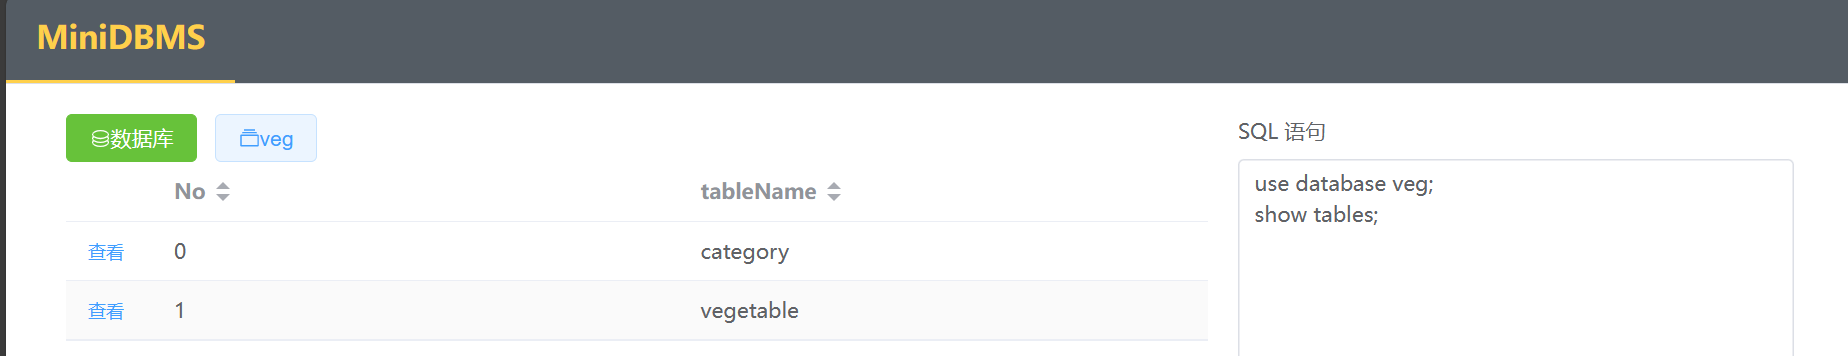 MiniDBMS
数据库 veg
No tableName
查看 0 category
查看 1 vegetable
SQL 语句
use database veg;
show tables;